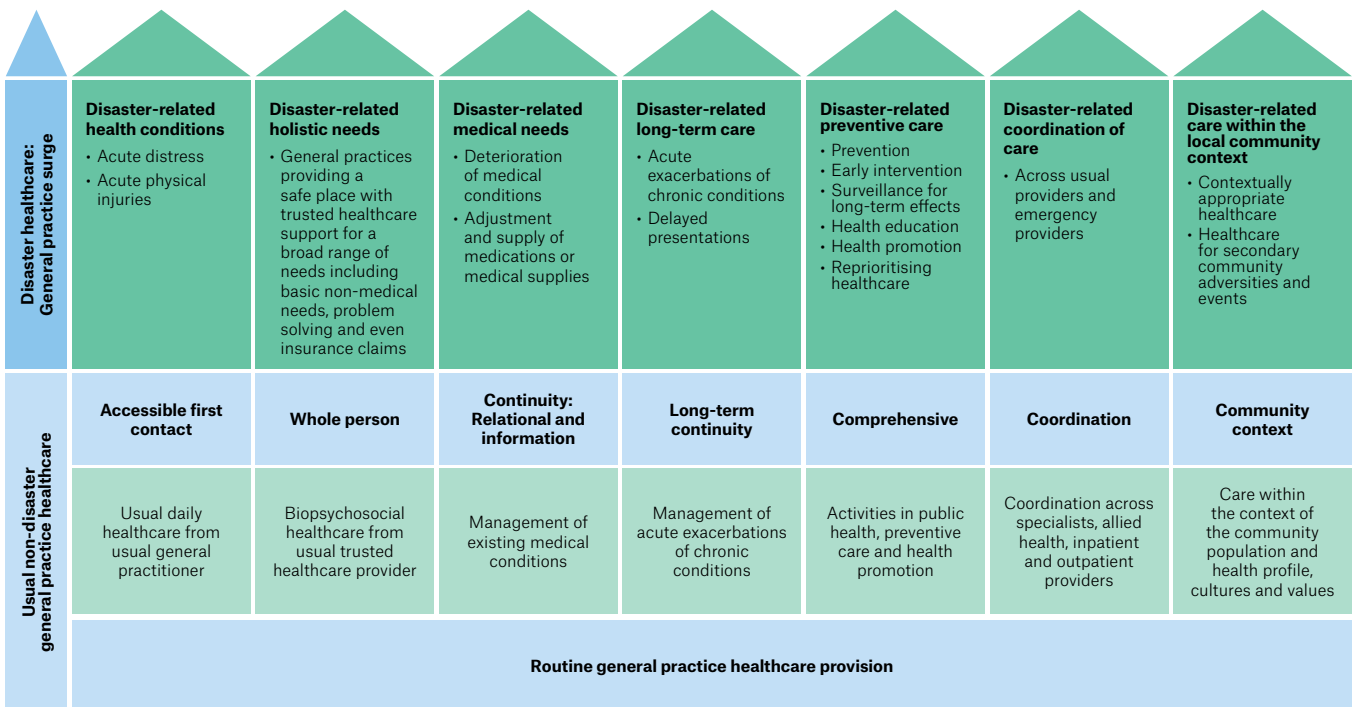 Disaster healthcare:
General practice surge
Disaster-related
health conditions
• Acute distress
• Acute physical
injuries
Disaster-related
holistic needs
• General practices
providing a
safe place with
trusted healthcare
support for a
broad range of
needs including
basic non-medical
needs, problem
solving and even
insurance claims
Disaster-related
medical needs
• Deterioration
of medical
conditions
• Adjustment
and supply of
medications or
medical supplies
Disaster-related
long-term care
• Acute
exacerbations of
chronic conditions
• Delayed
presentations
Disaster-related
preventive care
• Prevention
• Early intervention
• Surveillance for
long-term effects
• Health education
• Health promotion
• Reprioritising
healthcare
Disaster-related
coordination of
care
• Across usual
providers and
emergency
providers
Disaster-related
care within the
local community
context
• Contextually
appropriate
healthcare
• Healthcare
for secondary
community
adversities and
events
Usual non-disaster
general practice healthcare
Accessible first
contact
Whole person
Continuity:
Relational and
information
Long-term
continuity
Comprehensive
Coordination
Community
context
Usual daily
healthcare from
usual general
practitioner
Biopsychosocial
healthcare from
usual trusted
healthcare provider
Management of
existing medical
conditions
Management of
acute exacerbations
of chronic
conditions
Activities in public
health, preventive
care and health
promotion
Coordination across
specialists, allied
health, inpatient
and outpatient
providers
Care within
the context of
the community
population and
health profile,
cultures and values
Routine general practice healthcare provision